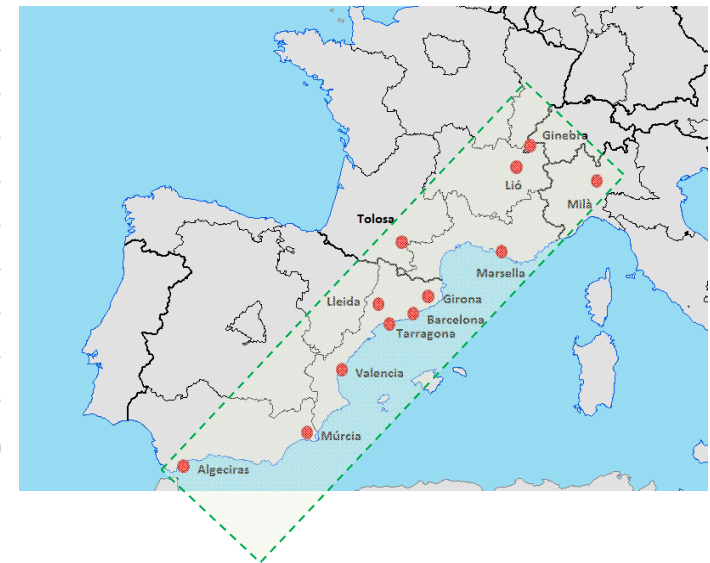 Ginebra
Lió
Milà
Tolosa
Marsella
Lleida
Girona
Barcelona
Tarragona
Valencia
Múrcia
Algeciras